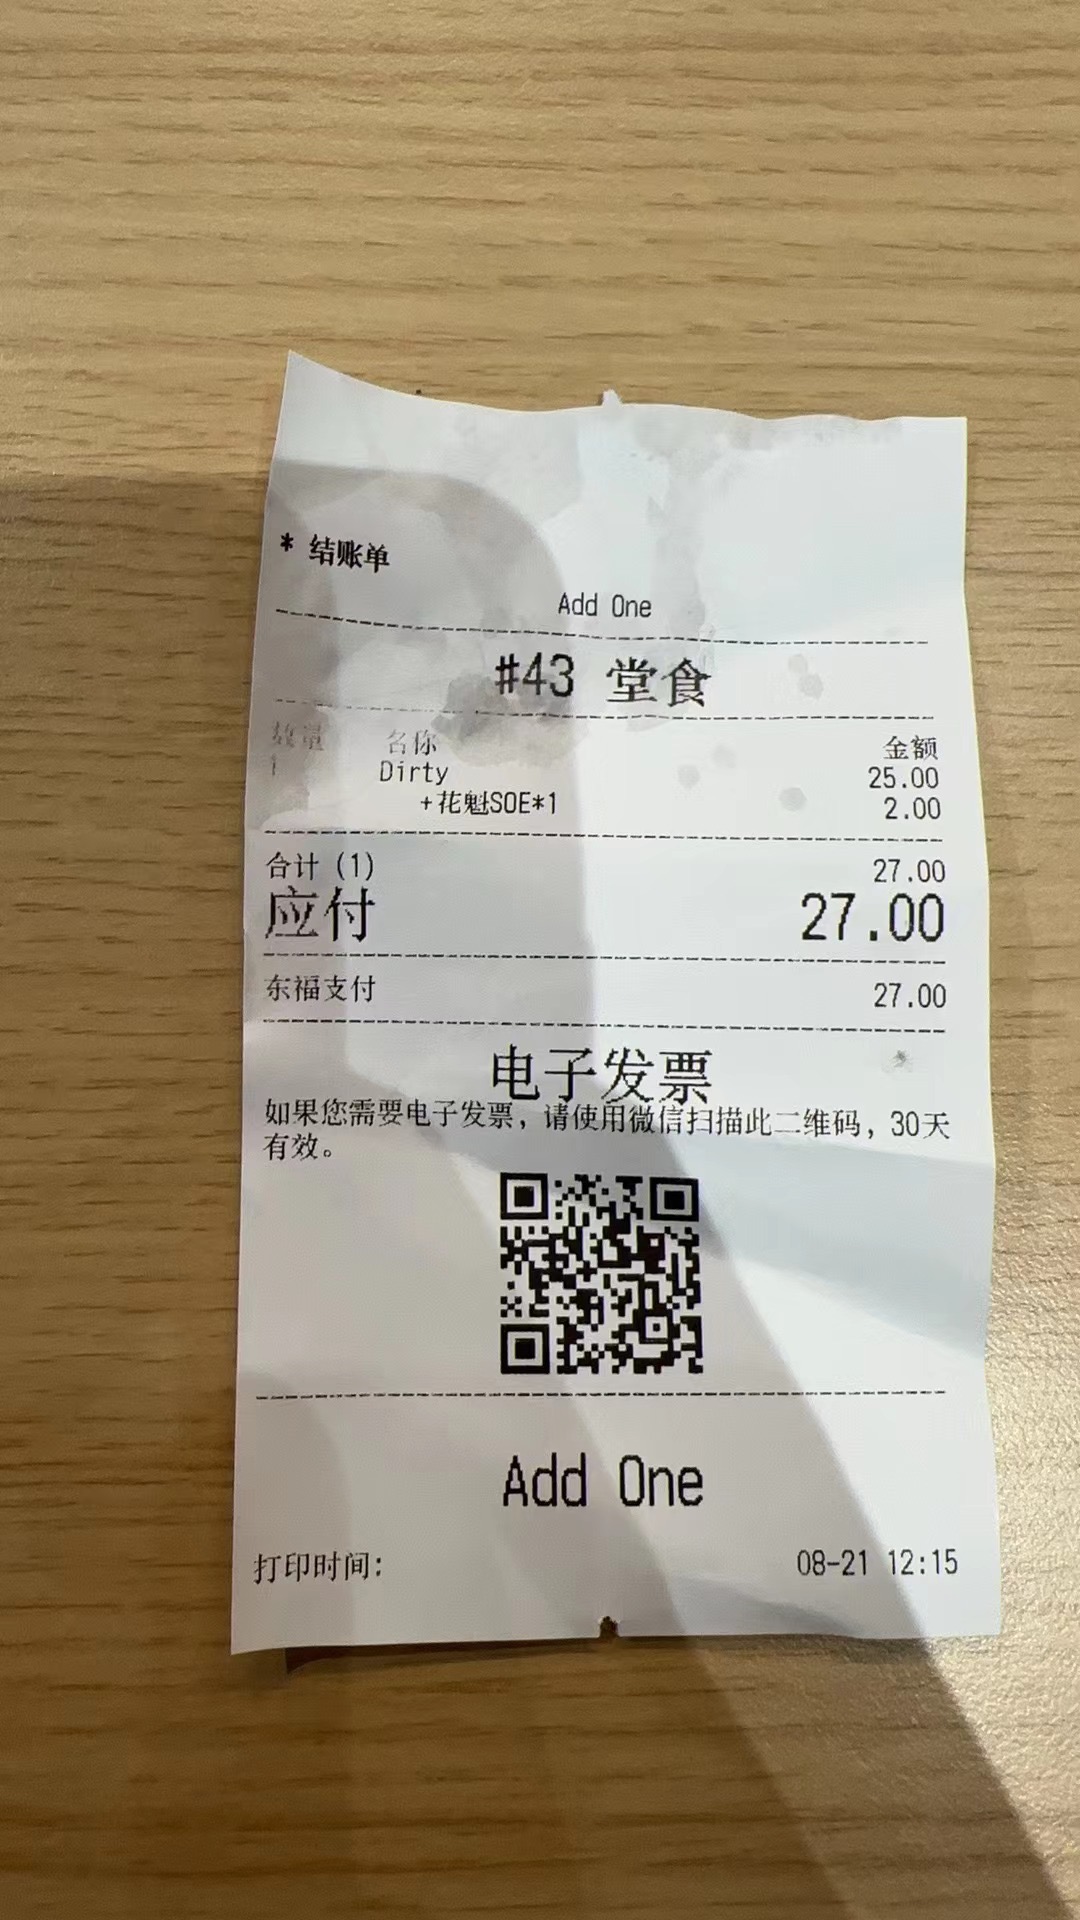 * 结账单
Add One
#43 堂食
数量 名称 金额
1 Dirty 25.00
+花魁SOE*1 2.00
合计 (1) 27.00
应付 27.00
东福支付 27.00
电子发票
如果您需要电子发票，请使用微信扫描此二维码，30天
有效。
Add One
打印时间: 08-21 12:15